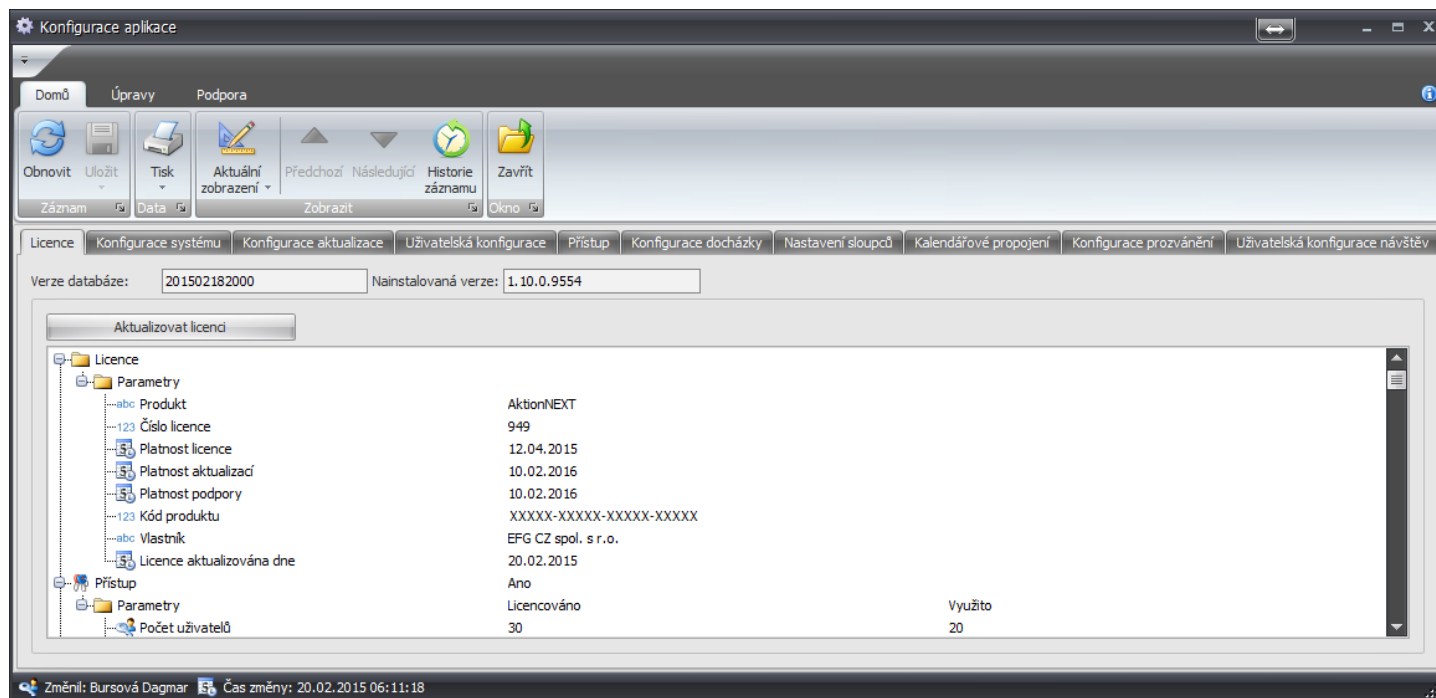 Konfigurace aplikace
Domů Úpravy Podpora
Obnovit Uložit Tisk Aktuální zobrazení Předchozí Následující Historie záznamu Zavřít
Záznam Data Zobrazit Okno
Licence Konfigurace systému Konfigurace aktualizace Uživatelská konfigurace Přístup Konfigurace docházky Nastavení sloupců Kalendářové propojení Konfigurace prozvánění Uživatelská konfigurace návštěv
Verze databáze: 201502182000 Nainstalovaná verze: 1.10.0.9554
Aktualizovat licenci
Licence
Parametry
abc Produkt AktionNEXT
123 Číslo licence 949
Platnost licence 12.04.2015
Platnost aktualizací 10.02.2016
Platnost podpory 10.02.2016
123 Kód produktu XXXXX-XXXXX-XXXXX-XXXXX
abc Vlastník EFG CZ spol. s r.o.
Licence aktualizována dne 20.02.2015
Přístup Ano
Parametry Licencováno Využito
Počet uživatelů 30 20
Změnil: Bursová Dagmar Čas změny: 20.02.2015 06:11:18